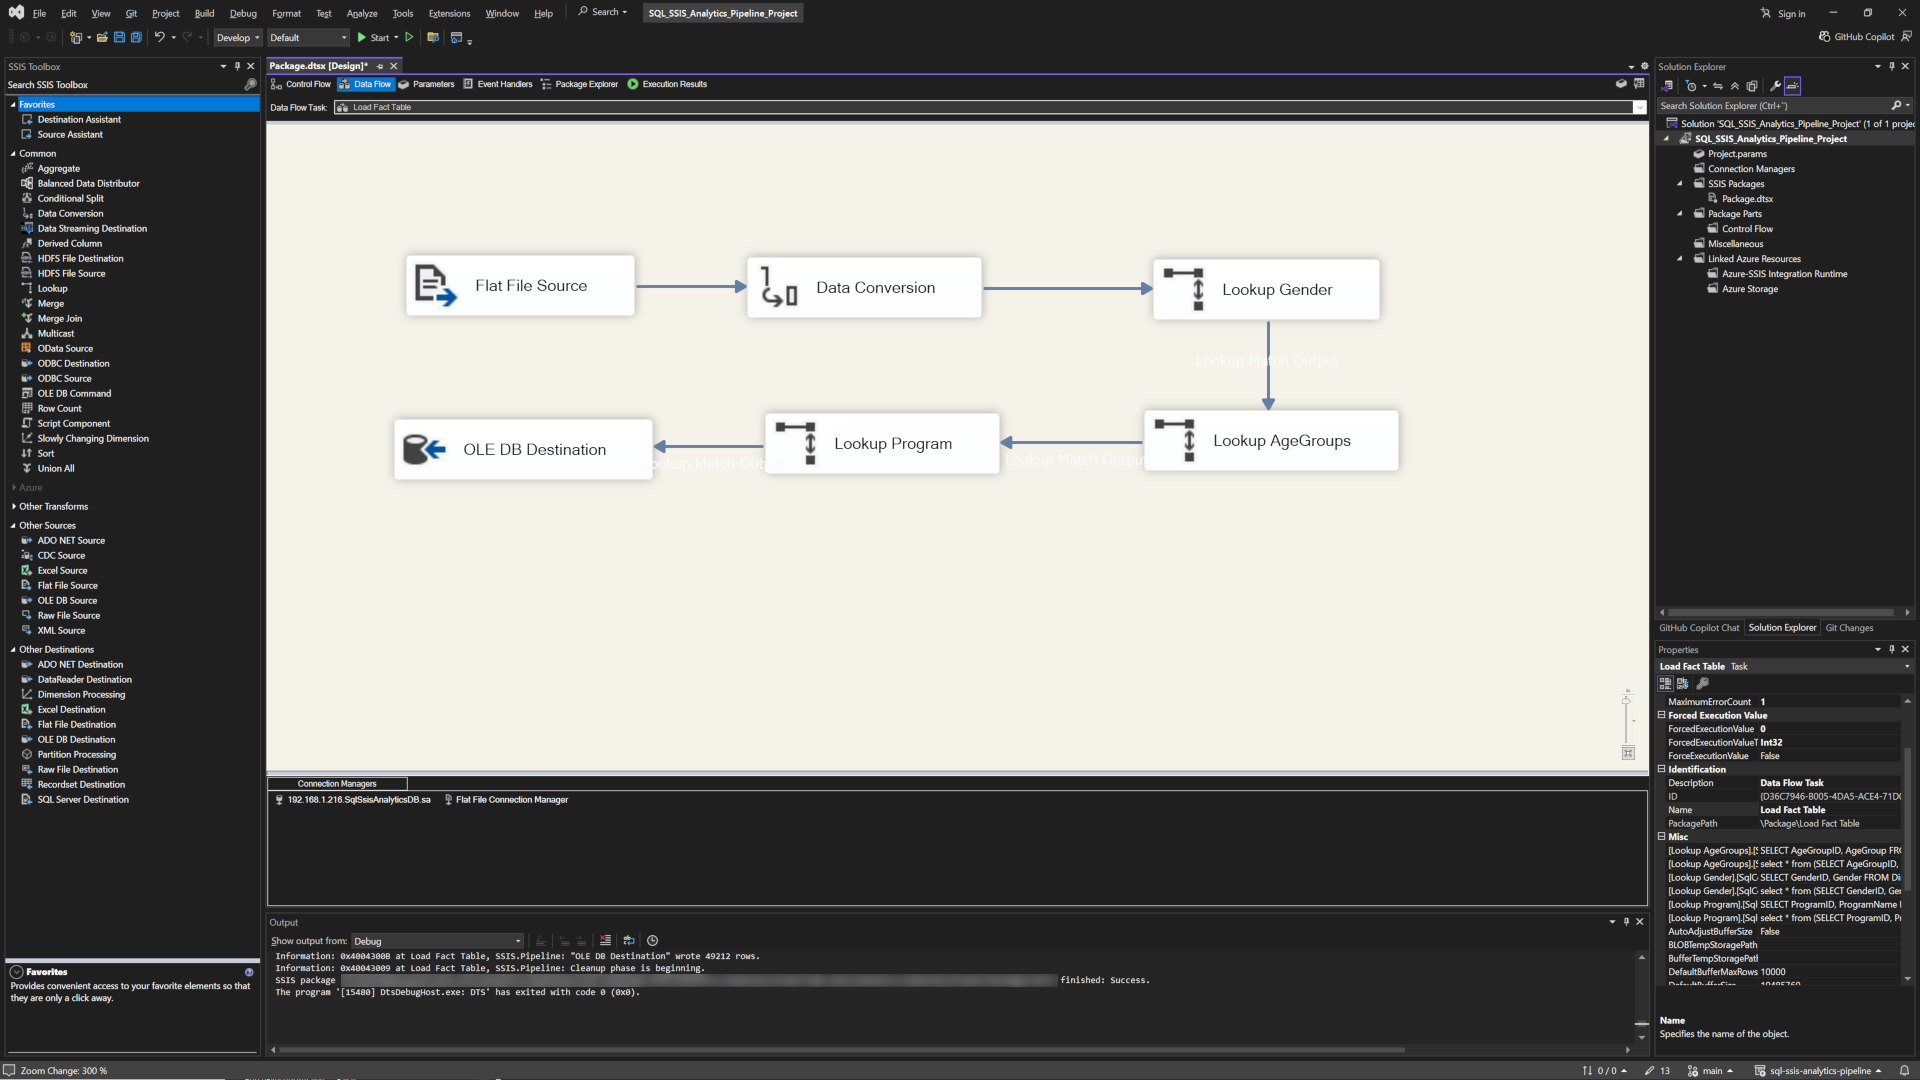 File Edit View Git Project Build Debug Format Test Analyze Tools Extensions Window Help Search SQL_SSIS_Analytics_Pipeline_Project Sign in
Develop Default Start GitHub Copilot
SSIS Toolbox
Search SSIS Toolbox
Favorites
Destination Assistant
Source Assistant
Common
Aggregate
Balanced Data Distributor
Conditional Split
Data Conversion
Data Streaming Destination
Derived Column
HDFS File Destination
HDFS File Source
Lookup
Merge
Merge Join
Multicast
OData Source
ODBC Destination
ODBC Source
OLE DB Command
Row Count
Script Component
Slowly Changing Dimension
Sort
Union All
Azure
Other Transforms
Other Sources
ADO NET Source
CDC Source
Excel Source
Flat File Source
OLE DB Source
Raw File Source
XML Source
Other Destinations
ADO NET Destination
DataReader Destination
Dimension Processing
Excel Destination
Flat File Destination
OLE DB Destination
Partition Processing
Raw File Destination
Recordset Destination
SQL Server Destination
Favorites
Provides convenient access to your favorite elements so that
they are only a click away.
Package.dtsx [Design]*
Control Flow Data Flow Parameters Event Handlers Package Explorer Execution Results
Data Flow Task: Load Fact Table
Flat File Source
Data Conversion
Lookup Gender
Lookup Match Output
OLE DB Destination
Lookup Program
Lookup AgeGroups
Lookup Match Out
Lookup Match Outpu
Connection Managers
192.168.1.216.SqlSsisAnalyticsDB.sa Flat File Connection Manager
Output
Show output from: Debug
Information: 0x4004300B at Load Fact Table, SSIS.Pipeline: "OLE DB Destination" wrote 49212 rows.
Information: 0x40043009 at Load Fact Table, SSIS.Pipeline: Cleanup phase is beginning.
SSIS package finished: Success.
The program '[15480] DtsDebugHost.exe: DTS' has exited with code 0 (0x0).
Solution Explorer
Search Solution Explorer (Ctrl+¨)
Solution 'SQL_SSIS_Analytics_Pipeline_Project' (1 of 1 projec
SQL_SSIS_Analytics_Pipeline_Project
Project.params
Connection Managers
SSIS Packages
Package.dtsx
Package Parts
Control Flow
Miscellaneous
Linked Azure Resources
Azure-SSIS Integration Runtime
Azure Storage
GitHub Copilot Chat Solution Explorer Git Changes
Properties
Load Fact Table Task
MaximumErrorCount 1
Forced Execution Value
ForcedExecutionValue 0
ForcedExecutionValueT Int32
ForceExecutionValue False
Identification
Description Data Flow Task
ID {D36C7946-B005-4DA5-ACE4-71D
Name Load Fact Table
PackagePath \Package\Load Fact Table
Misc
[Lookup AgeGroups].[S SELECT AgeGroupID, AgeGroup FR
[Lookup AgeGroups].[S select * from (SELECT AgeGroupID,
[Lookup Gender].[SqlC SELECT GenderID, Gender FROM Di
[Lookup Gender].[SqlC select * from (SELECT GenderID, Ge
[Lookup Program].[Sql SELECT ProgramID, ProgramName
[Lookup Program].[Sql select * from (SELECT ProgramID, P
AutoAdjustBufferSize False
BLOBTempStoragePath
BufferTempStoragePatl
DefaultBufferMaxRows 10000
DefaultBufferSize 10485760
Name
Specifies the name of the object.
Zoom Change: 300 % 0 / 0 13 main sql-ssis-analytics-pipeline